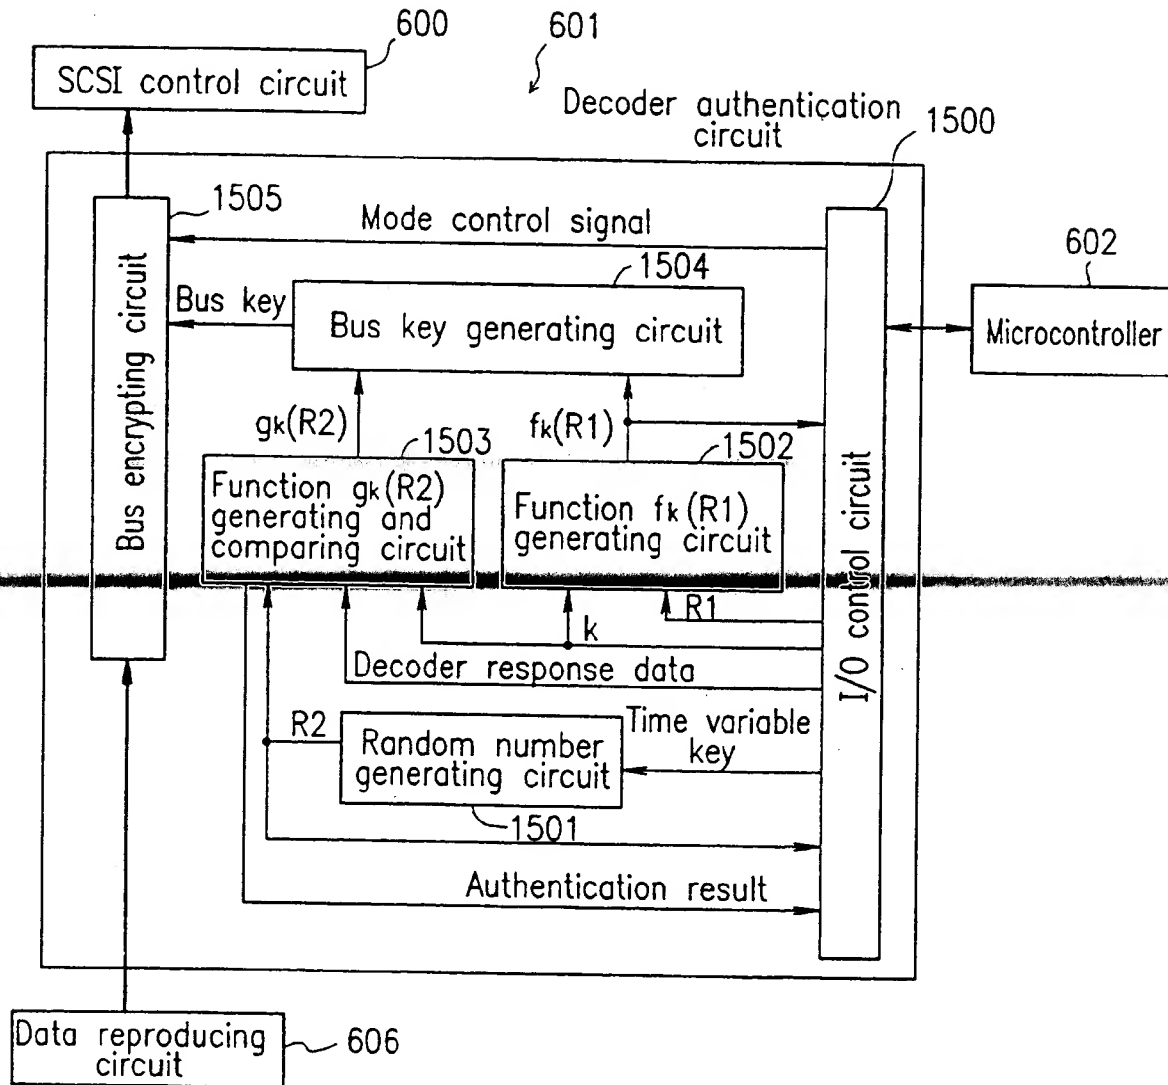 600
601
SCSI control circuit
Decoder authentication
circuit
1500
1505
Mode control signal
602
1504
Bus key
Bus key generating circuit
Microcontroller
Bus encrypting circuit
I/O control circuit
gk(R2)
fk(R1)
1503
1502
Function gk(R2)
generating and
comparing circuit
Function fk(R1)
generating circuit
R1
k
Decoder response data
R2
Time variable
key
Random number
generating circuit
1501
Authentication result
Data reproducing
circuit
606